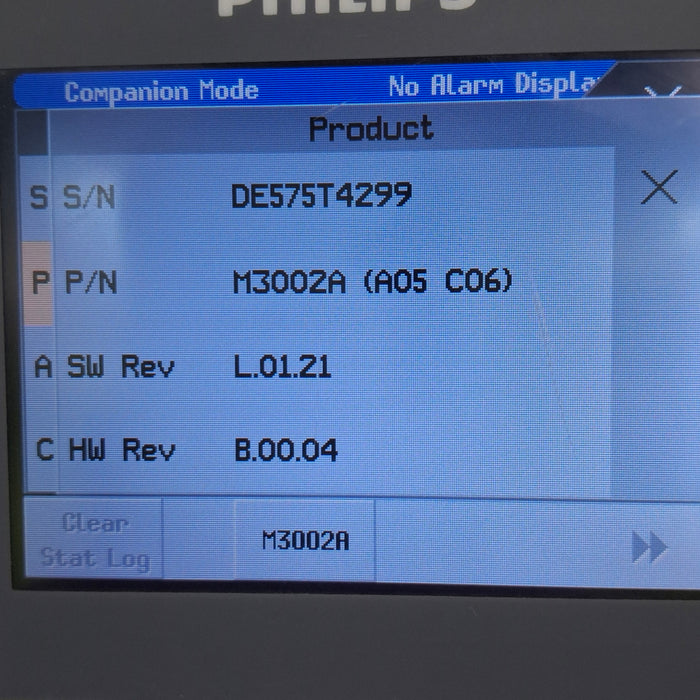 PHILIPS
Companion Mode No Alarm Displa
Product
S S/N DE575T4299
P P/N M3002A (A05 C06)
A SW Rev L.01.21
C HW Rev B.00.04
Clear
Stat Log
M3002A